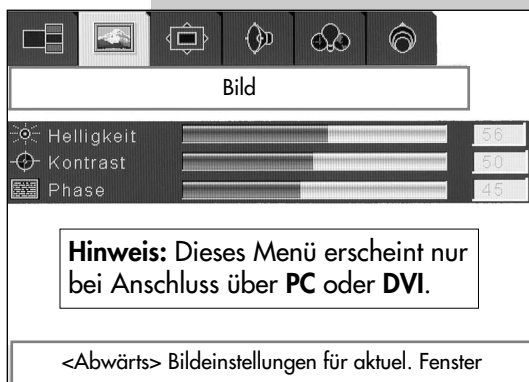 Bild
Helligkeit 56
Kontrast 50
Phase 45
Hinweis: Dieses Menü erscheint nur
bei Anschluss über PC oder DVI.
<Abwärts> Bildeinstellungen für aktuel. Fenster